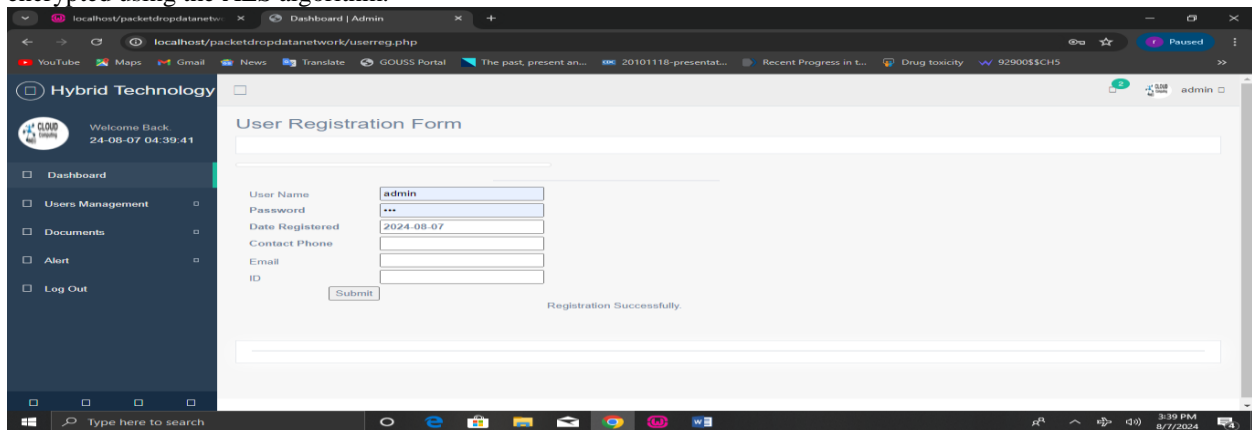 encrypted using the AES algorithm.
localhost/packetdropdatanetwo
Dashboard | Admin
localhost/packetdropdatanetwork/userreg.php
Paused
YouTube Maps Gmail News Translate GOUSS Portal The past, present an... 20101118-presentat... Recent Progress in t... Drug toxicity 92900$$CH5
Hybrid Technology
2
admin
CLOUD
Welcome Back.
24-08-07 04:39:41
User Registration Form
Dashboard
Users Management
Documents
Alert
Log Out
User Name admin
Password •••
Date Registered 2024-08-07
Contact Phone
Email
ID
Submit
Registration Successfully.
Type here to search
3:39 PM
8/7/2024
4